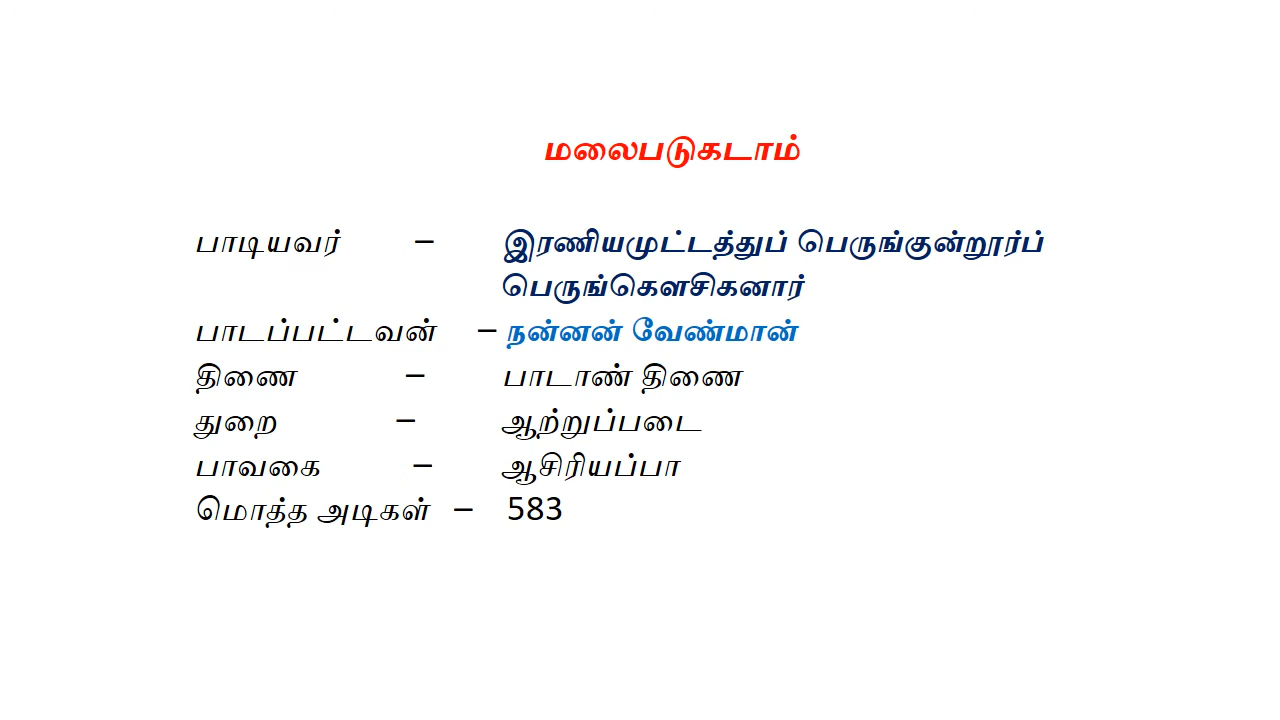 மலைபடுகடாம்
பாடியவர் – இரணியமுட்டத்துப் பெருங்குன்றூர்ப்
பெருங்கௌசிகனார்
பாடப்பட்டவன் – நன்னன் வேண்மான்
திணை – பாடாண் திணை
துறை – ஆற்றுப்படை
பாவகை – ஆசிரியப்பா
மொத்த அடிகள் – 583